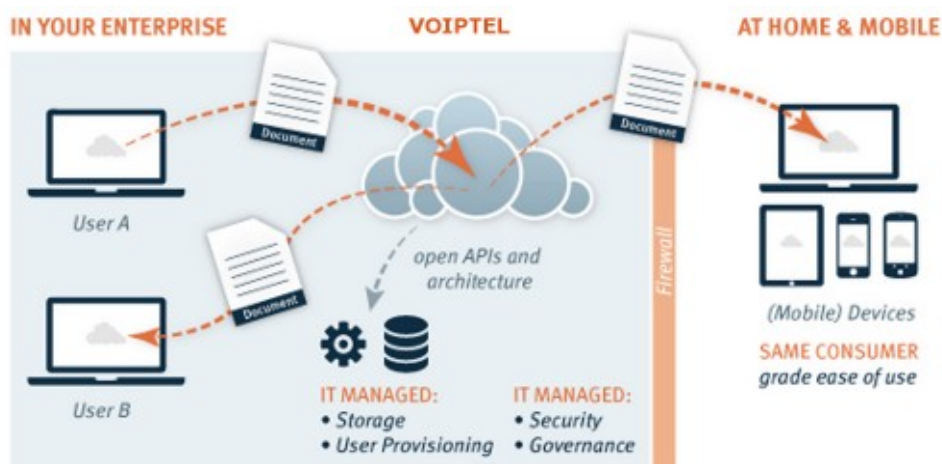 IN YOUR ENTERPRISE
VOIPTEL
AT HOME & MOBILE
Document
Document
User A
Document
open APIs and
architecture
Firewall
User B
IT MANAGED:
• Storage
• User Provisioning
IT MANAGED:
• Security
• Governance
(Mobile) Devices
SAME CONSUMER
grade ease of use